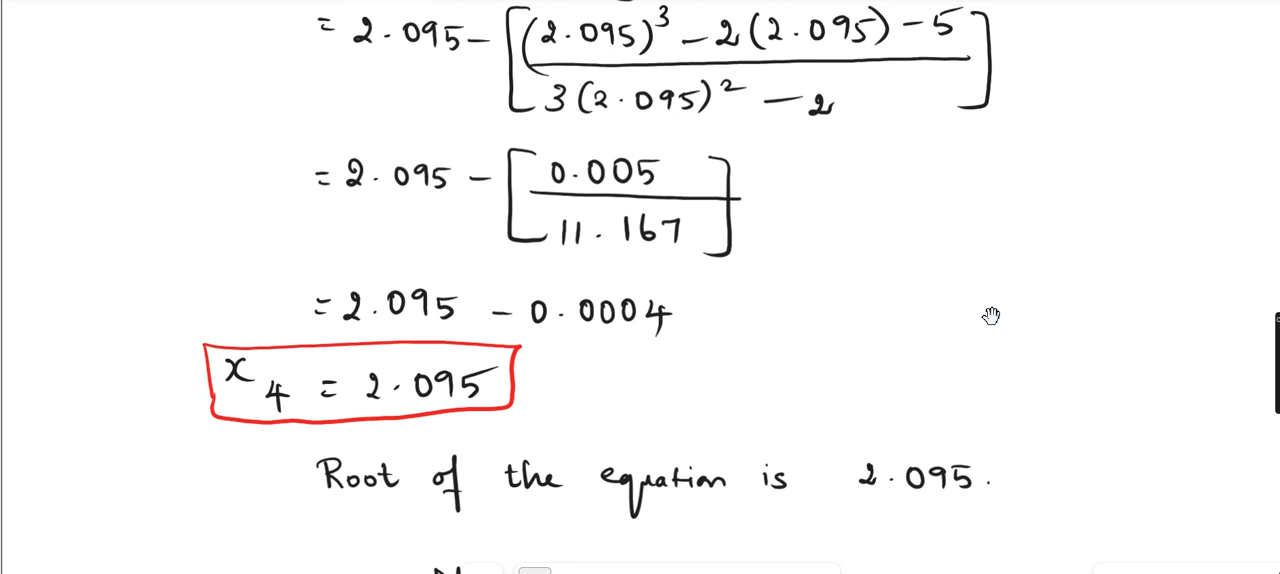 = 2.095 - [ (2.095)³ - 2(2.095) - 5 / 3(2.095)² - 2 ]
= 2.095 - [ 0.005 / 11.167 ]
= 2.095 - 0.0004
x₄ = 2.095
Root of the equation is 2.095.